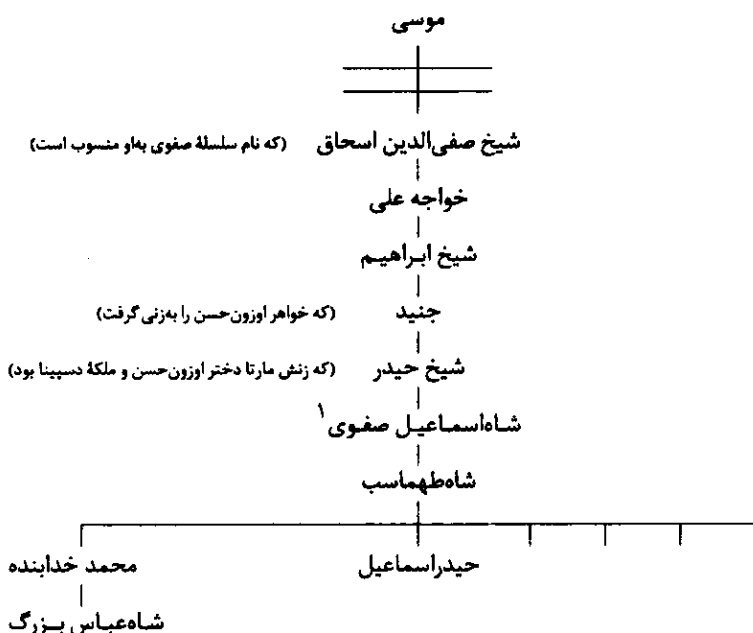 موسی
شیخ صفی‌الدین اسحاق (که نام سلسلهٔ صفوی به‌او منسوب است)
خواجه علی
شیخ ابراهیم
جنید (که خواهر اوزون‌حسن را به‌زنی گرفت)
شیخ حیدر (که زنش مارتا دختر اوزون‌حسن و ملکهٔ دسپینا بود)
شاه‌اسماعیل صفوی۱
شاه‌طهماسب
حیدراسماعیل محمد خدابنده
شاه‌عباس بزرگ